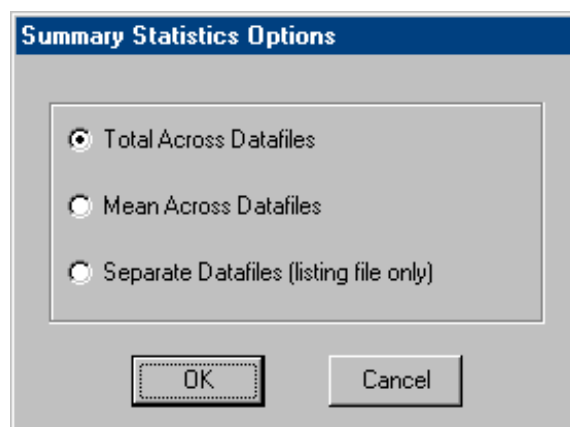 Summary Statistics Options
Total Across Datafiles
Mean Across Datafiles
Separate Datafiles (listing file only)
OK
Cancel